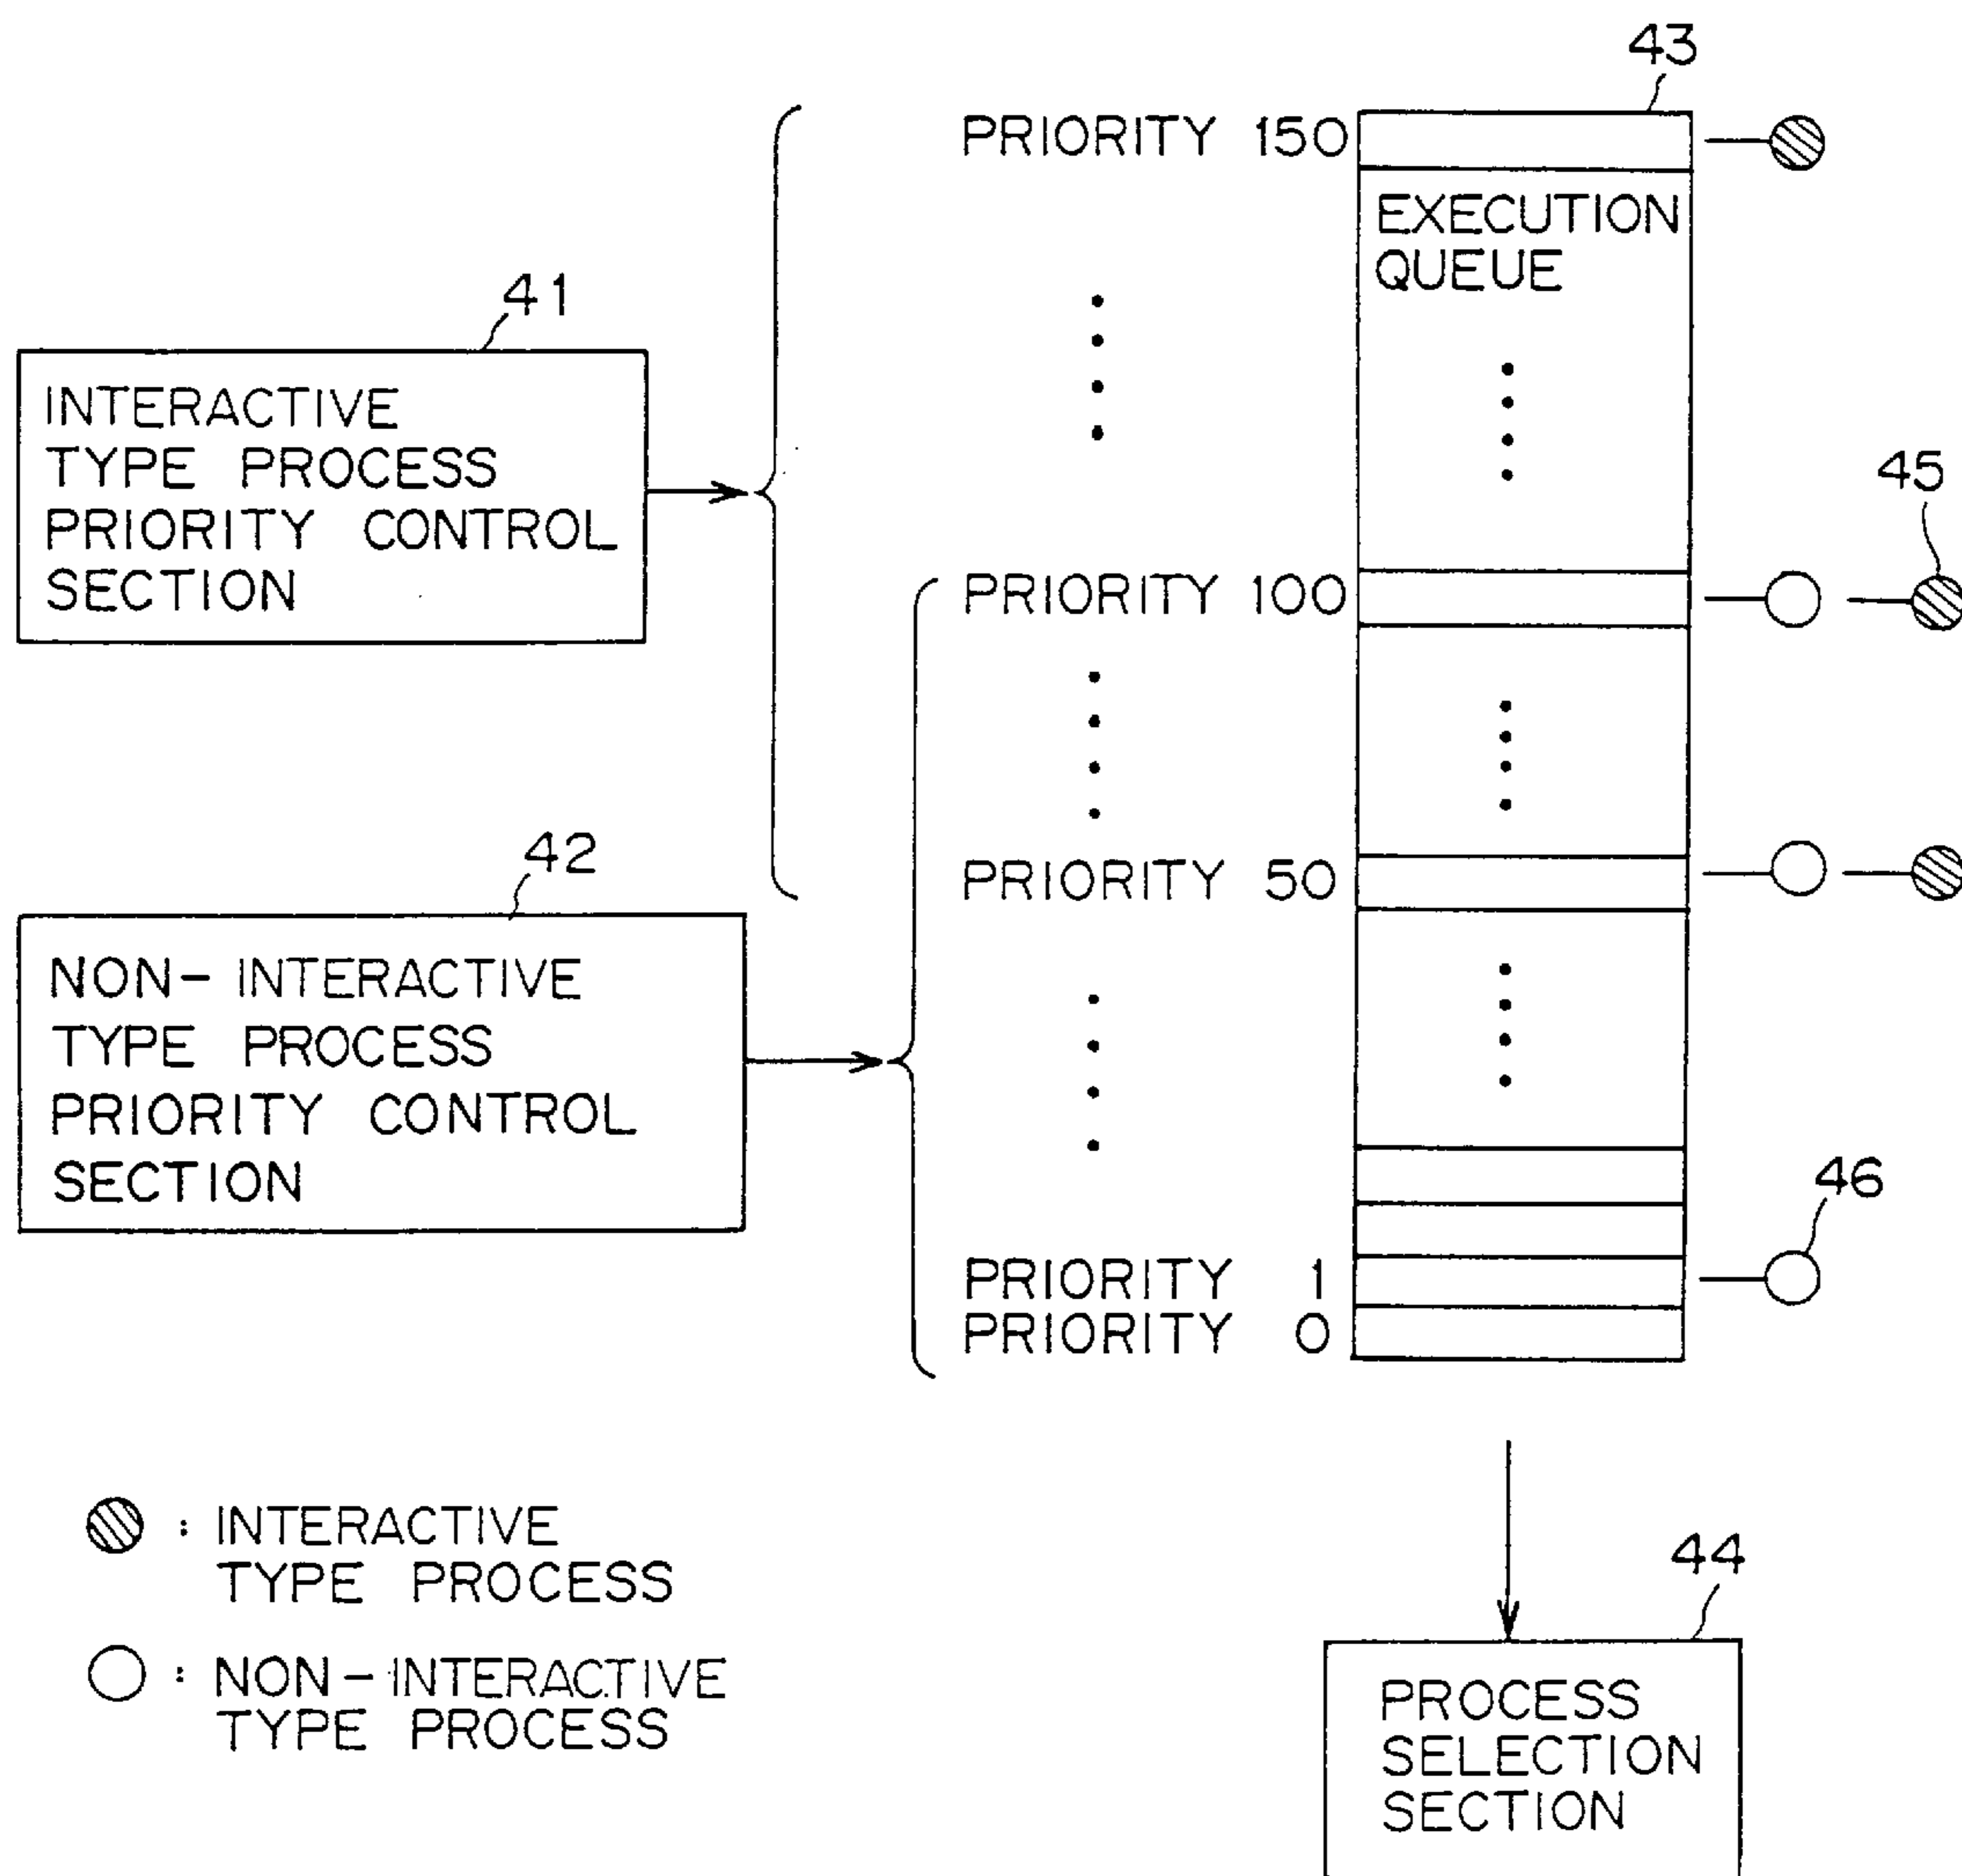 43
PRIORITY 150
EXECUTION
QUEUE
41
INTERACTIVE
TYPE PROCESS
PRIORITY CONTROL
SECTION
45
PRIORITY 100
42
PRIORITY 50
NON-INTERACTIVE
TYPE PROCESS
PRIORITY CONTROL
SECTION
46
PRIORITY 1
PRIORITY 0
: INTERACTIVE
TYPE PROCESS
: NON-INTERACTIVE
TYPE PROCESS
44
PROCESS
SELECTION
SECTION